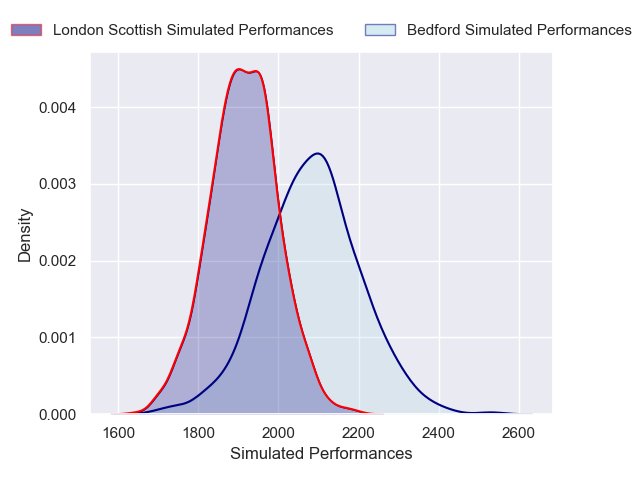 London Scottish Simulated Performances Bedford Simulated Performances
0.004
0.003
0.002
0.001
0.000
Density
1600 1800 2000 2200 2400 2600
Simulated Performances